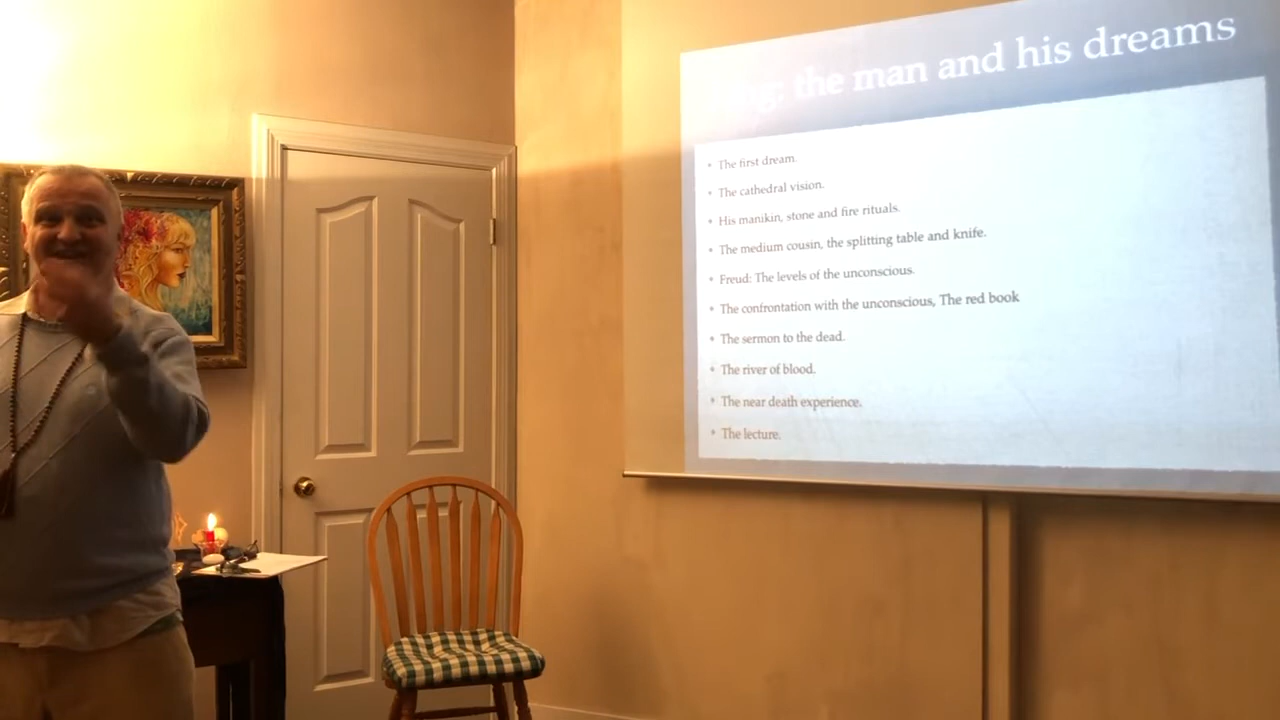 the man and his dreams
• The first dream.
• The cathedral vision.
• His manikin, stone and fire rituals.
• The medium cousin, the splitting table and knife.
• Freud: The levels of the unconscious.
• The confrontation with the unconscious, The red book
• The sermon to the dead.
• The river of blood.
• The near death experience.
• The lecture.